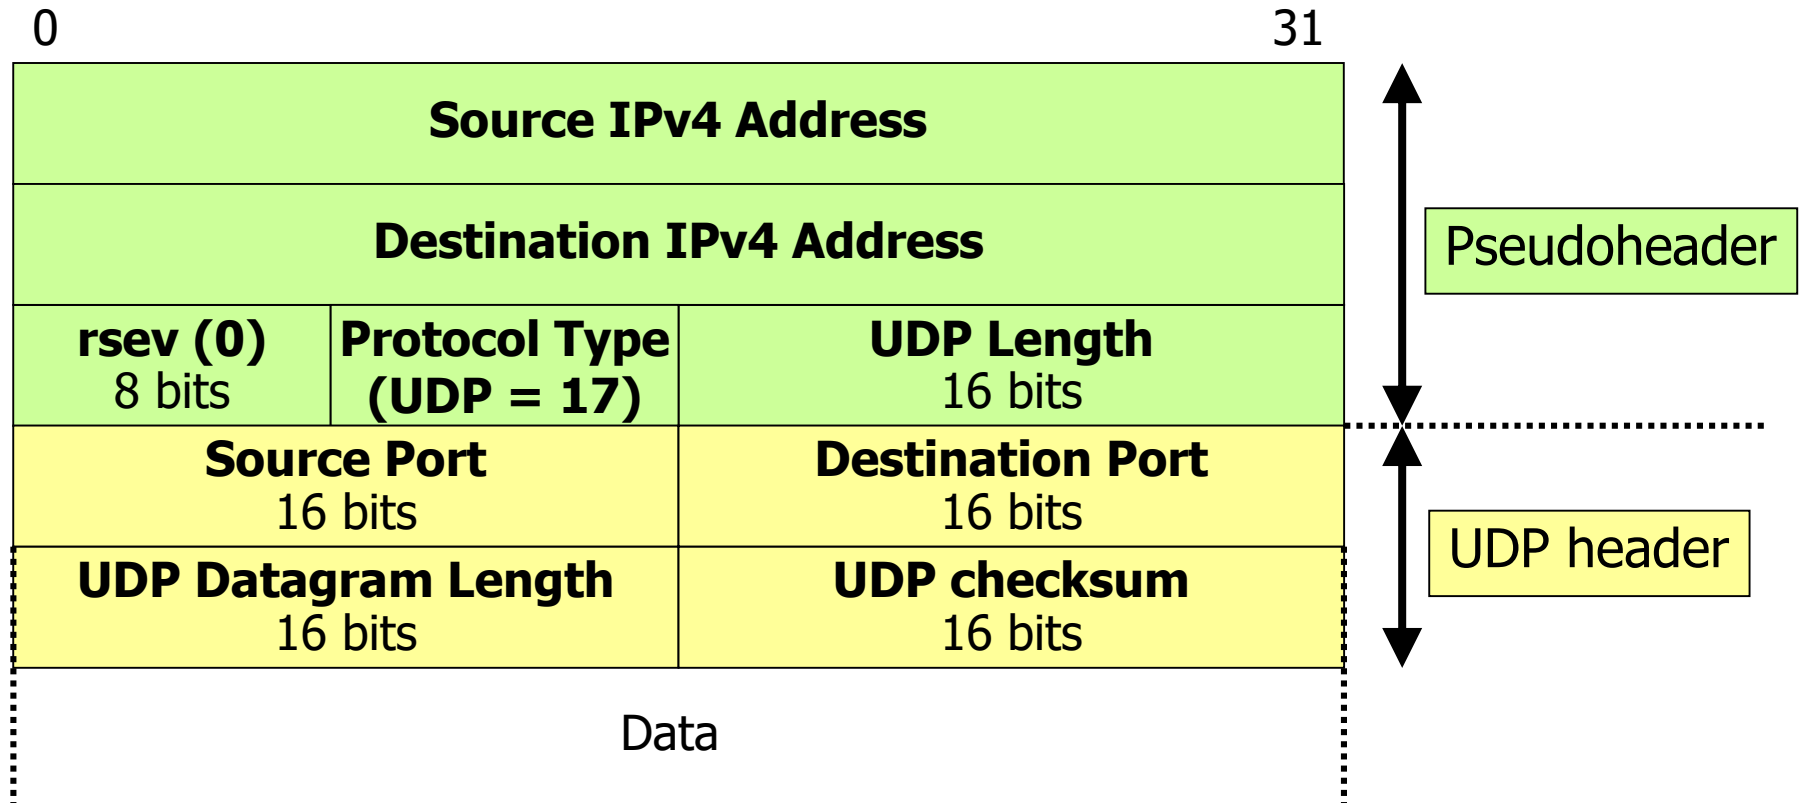 0
31
Source IPv4 Address
Destination IPv4 Address
Pseudoheader
rsev (0)
8 bits
Protocol Type
(UDP = 17)
UDP Length
16 bits
Source Port
16 bits
Destination Port
16 bits
UDP header
UDP Datagram Length
16 bits
UDP checksum
16 bits
Data